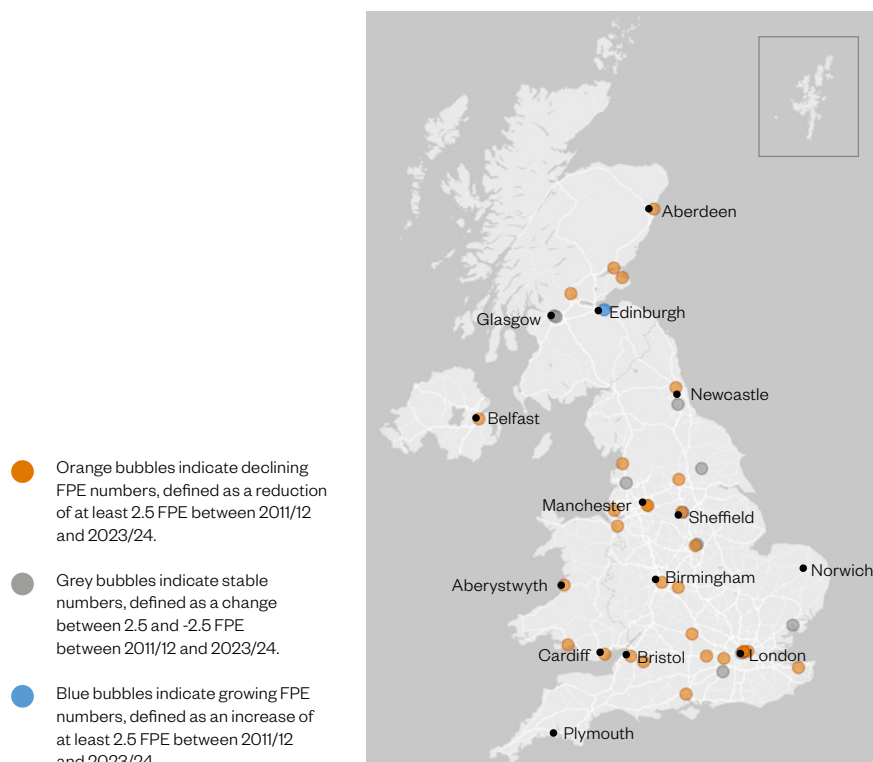 Aberdeen
Edinburgh
Glasgow
Newcastle
Belfast
Manchester
Sheffield
Aberystwyth
Birmingham
Norwich
Cardiff
Bristol
London
Plymouth
Orange bubbles indicate declining
FPE numbers, defined as a reduction
of at least 2.5 FPE between 2011/12
and 2023/24.
Grey bubbles indicate stable
numbers, defined as a change
between 2.5 and -2.5 FPE
between 2011/12 and 2023/24.
Blue bubbles indicate growing FPE
numbers, defined as an increase of
at least 2.5 FPE between 2011/12
and 2023/24